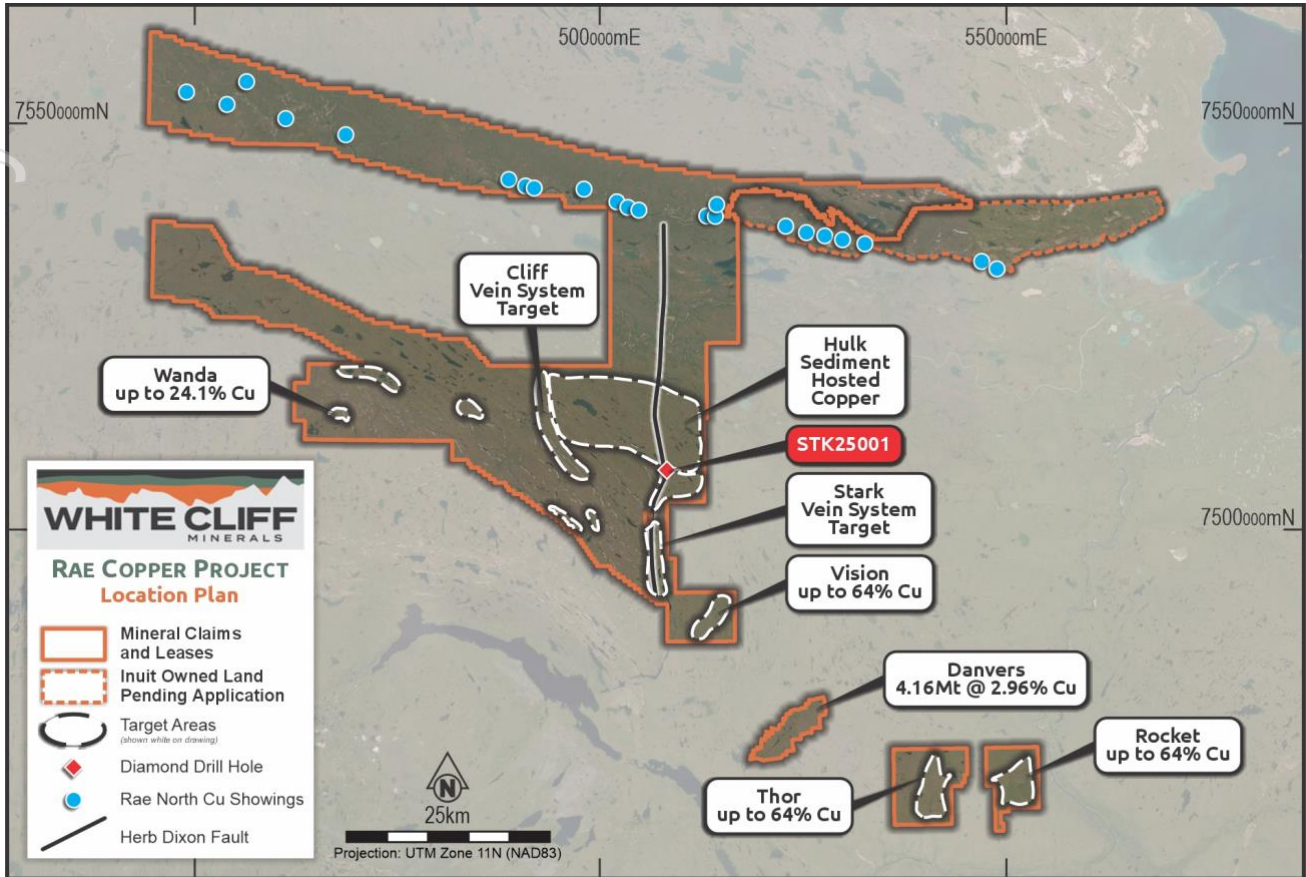 500000mE
550000mE
7550000mN
7550000mN
Cliff
Vein System
Target
Hulk
Sediment
Hosted
Copper
Wanda
up to 24.1% Cu
STK25001
Stark
Vein System
Target
7500000mN
Vision
up to 64% Cu
Danvers
4.16Mt @ 2.96% Cu
Rocket
up to 64% Cu
Thor
up to 64% Cu
WHITE CLIFF
MINERALS
RAE COPPER PROJECT
Location Plan
Mineral Claims
and Leases
Inuit Owned Land
Pending Application
Target Areas
(shown white on drawing)
Diamond Drill Hole
Rae North Cu Showings
Herb Dixon Fault
N
25km
Projection: UTM Zone 11N (NAD83)